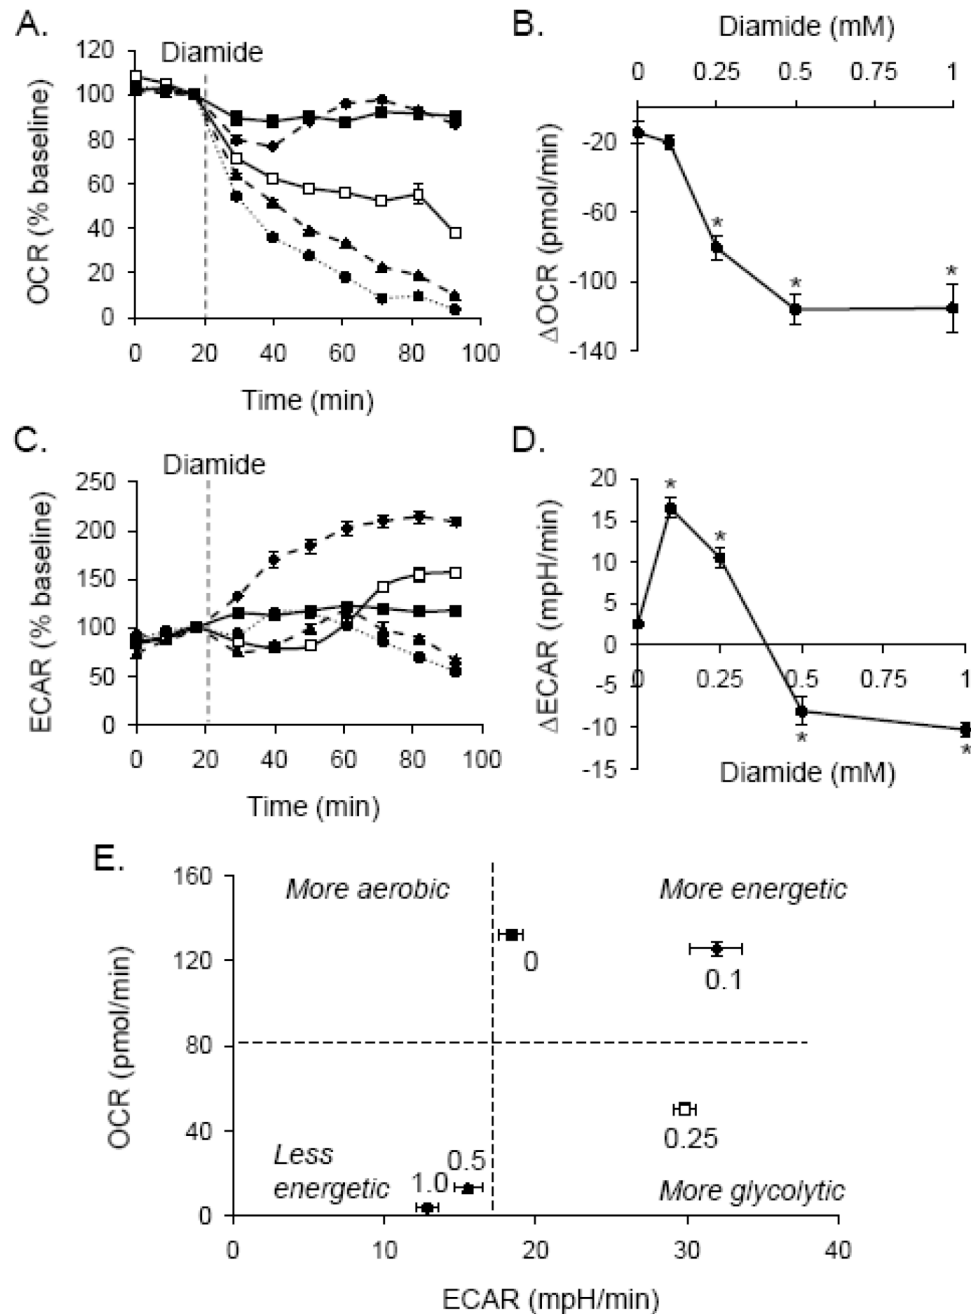 A.
Diamide
120
100
80
60
40
20
0
OCR (% baseline)
0 20 40 60 80 100
Time (min)
B.
Diamide (mM)
0 0.25 0.5 0.75 1
-20
-60
-100
-140
ΔOCR (pmol/min)
* * *
C.
Diamide
250
200
150
100
50
0
ECAR (% baseline)
0 20 40 60 80 100
Time (min)
D.
20
15
10
5
0
-5
-10
-15
ΔECAR (mpH/min)
* *
0 0.25 0.5 0.75 1
* *
Diamide (mM)
E.
160
120
80
40
0
OCR (pmol/min)
More aerobic
More energetic
0
0.1
0.25
Less
energetic
0.5
1.0
More glycolytic
0 10 20 30 40
ECAR (mpH/min)